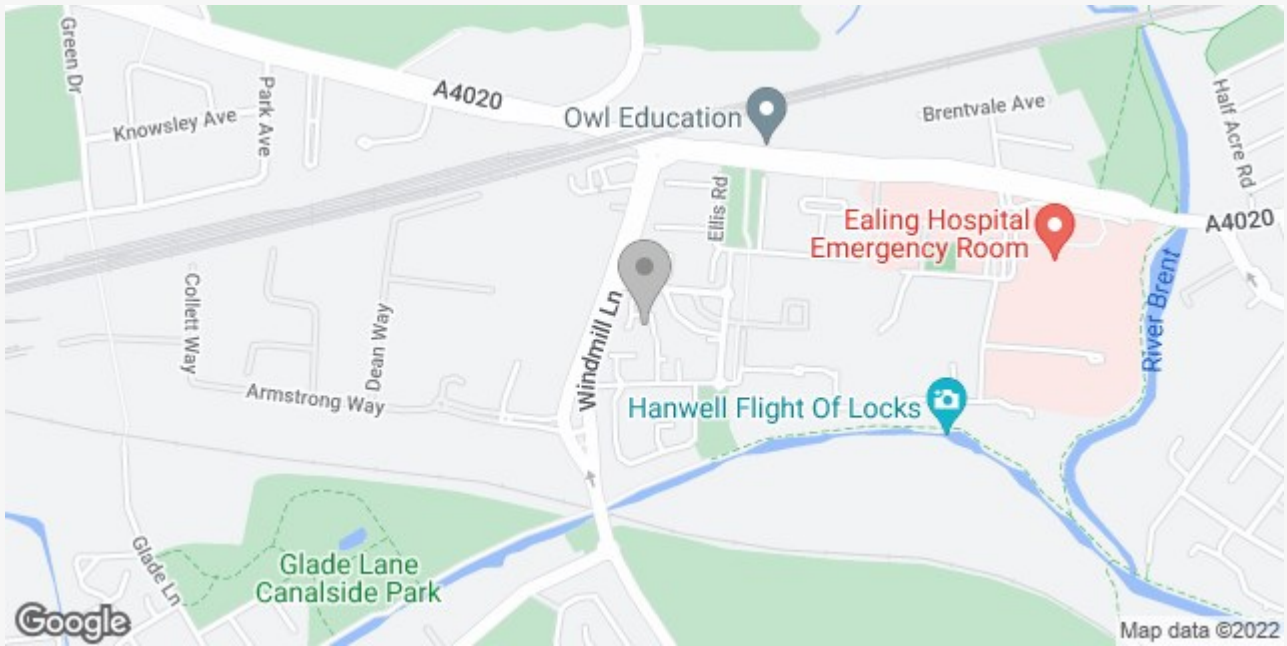 Green Dr
Park Ave
Knowsley Ave
A4020
Owl Education
Brentvale Ave
Half Acre Rd
Ellis Rd
Ealing Hospital
Emergency Room
A4020
River Brent
Collett Way
Dean Way
Windmill Ln
Armstrong Way
Hanwell Flight Of Locks
Glade Ln
Glade Lane
Canalside Park
Google
Map data ©2022